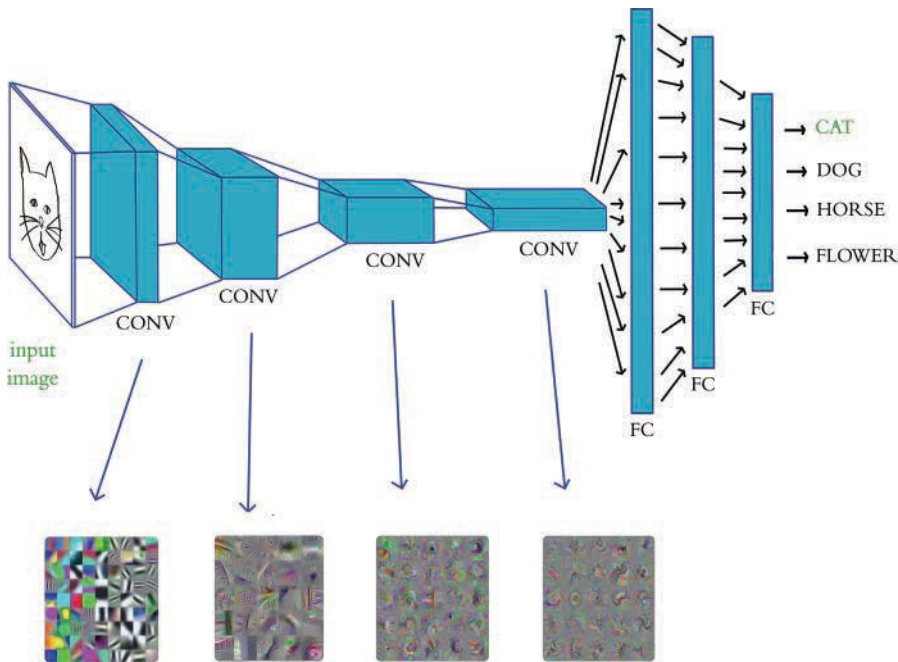 input
image
CONV
CONV
CONV
CONV
FC
FC
FC
CAT
DOG
HORSE
FLOWER